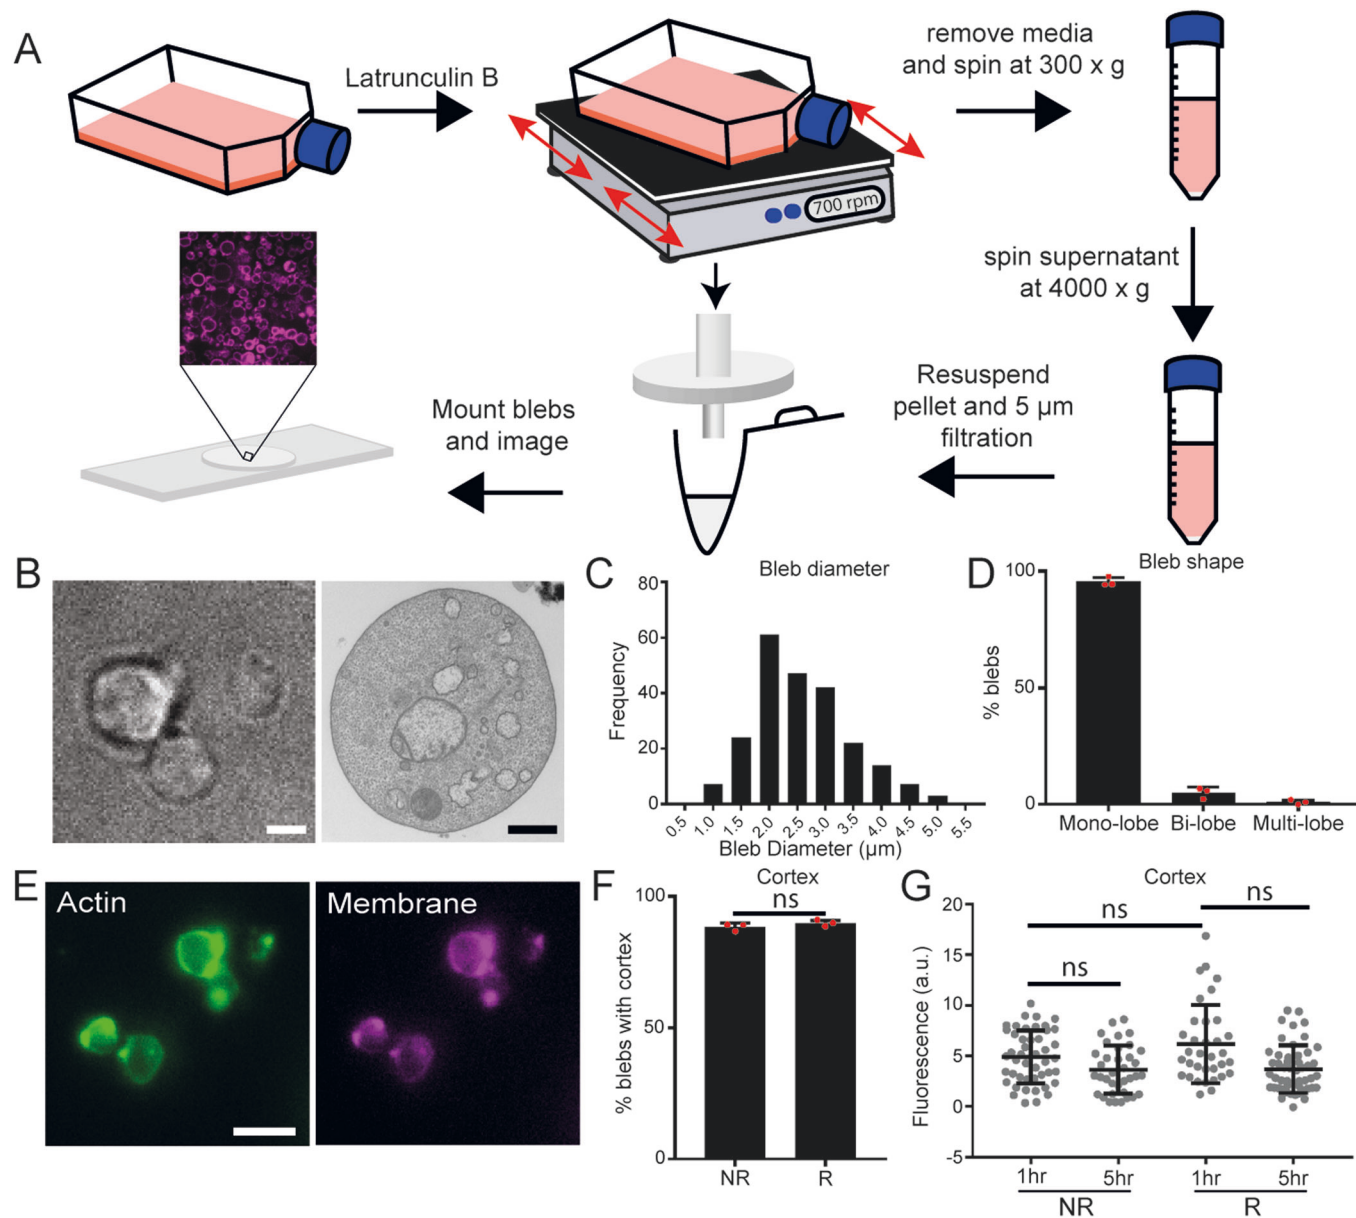 A
Latrunculin B
remove media
and spin at 300 x g
700 rpm
spin supernatant
at 4000 x g
Resuspend
pellet and 5 µm
filtration
Mount blebs
and image
B
C
Bleb diameter
Frequency
80
60
40
20
0
0.5
1.0
1.5
2.0
2.5
3.0
3.5
4.0
4.5
5.0
5.5
Bleb Diameter (µm)
D
Bleb shape
% blebs
100
50
0
Mono-lobe
Bi-lobe
Multi-lobe
E
Actin
Membrane
F
Cortex
% blebs with cortex
100
50
0
ns
NR
R
G
Cortex
Fluorescence (a.u.)
20
15
10
5
0
-5
ns
ns
ns
1hr
5hr
1hr
5hr
NR
R